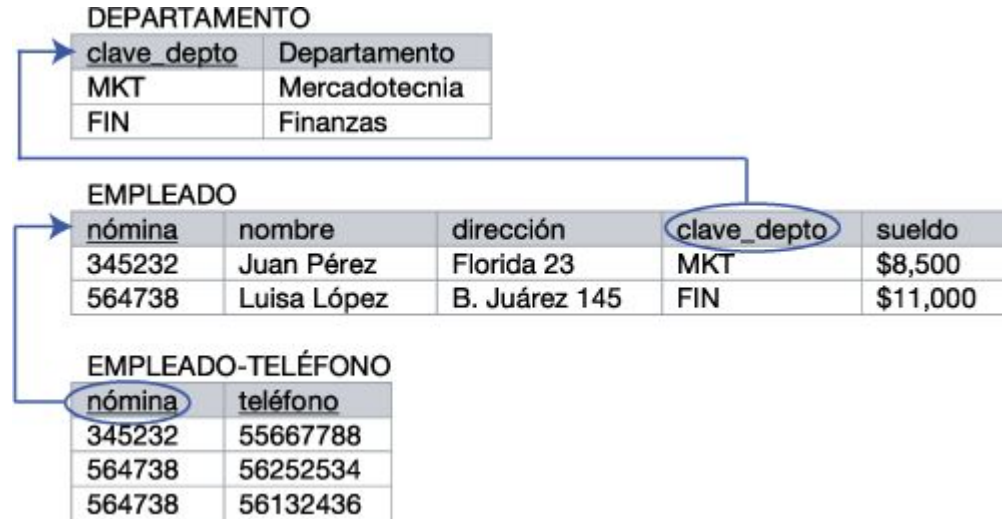 DEPARTAMENTO
clave_depto Departamento
MKT Mercadotecnia
FIN Finanzas
EMPLEADO
nómina nombre dirección clave_depto sueldo
345232 Juan Pérez Florida 23 MKT $8,500
564738 Luisa López B. Juárez 145 FIN $11,000
EMPLEADO-TELÉFONO
nómina teléfono
345232 55667788
564738 56252534
564738 56132436